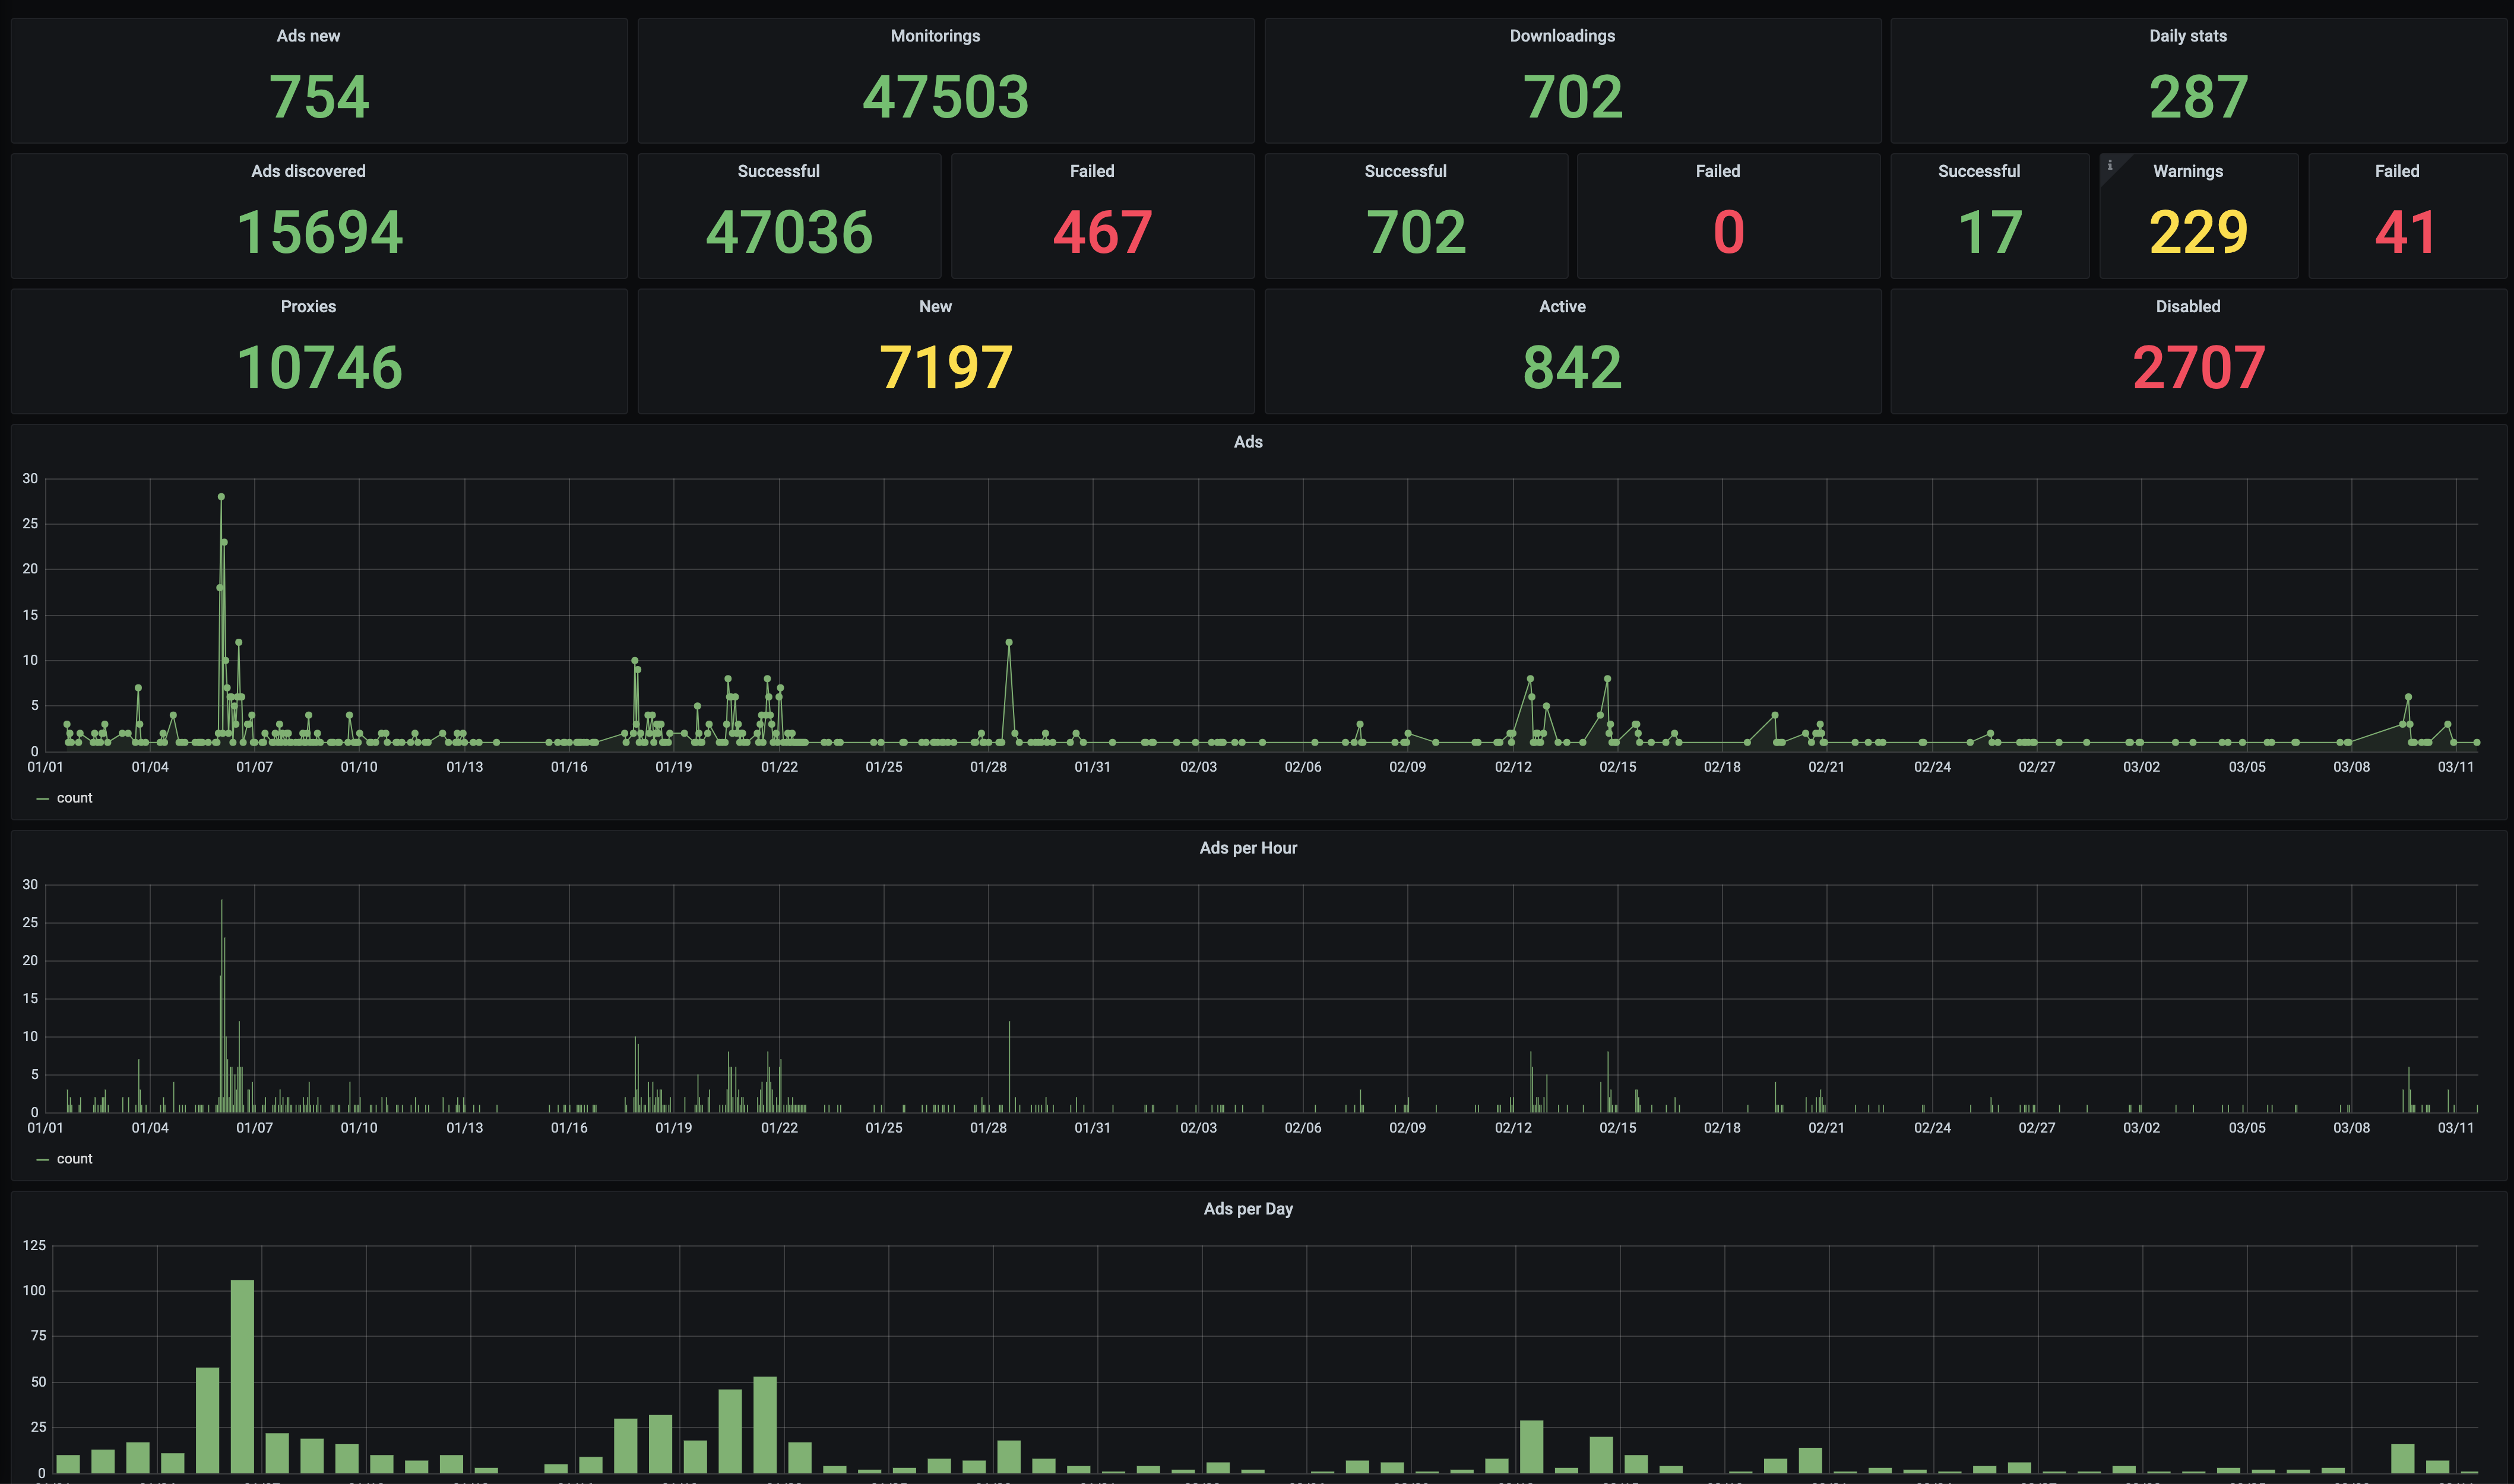 Ads new
754
Monitorings
47503
Downloadings
702
Daily stats
287
Ads discovered
15694
Successful
47036
Failed
467
Successful
702
Failed
0
Successful
17
i
Warnings
229
Failed
41
Proxies
10746
New
7197
Active
842
Disabled
2707
Ads
30
25
20
15
10
5
0
01/01 01/04 01/07 01/10 01/13 01/16 01/19 01/22 01/25 01/28 01/31 02/03 02/06 02/09 02/12 02/15 02/18 02/21 02/24 02/27 03/02 03/05 03/08 03/11
count
Ads per Hour
30
25
20
15
10
5
0
01/01 01/04 01/07 01/10 01/13 01/16 01/19 01/22 01/25 01/28 01/31 02/03 02/06 02/09 02/12 02/15 02/18 02/21 02/24 02/27 03/02 03/05 03/08 03/11
count
Ads per Day
125
100
75
50
25
0